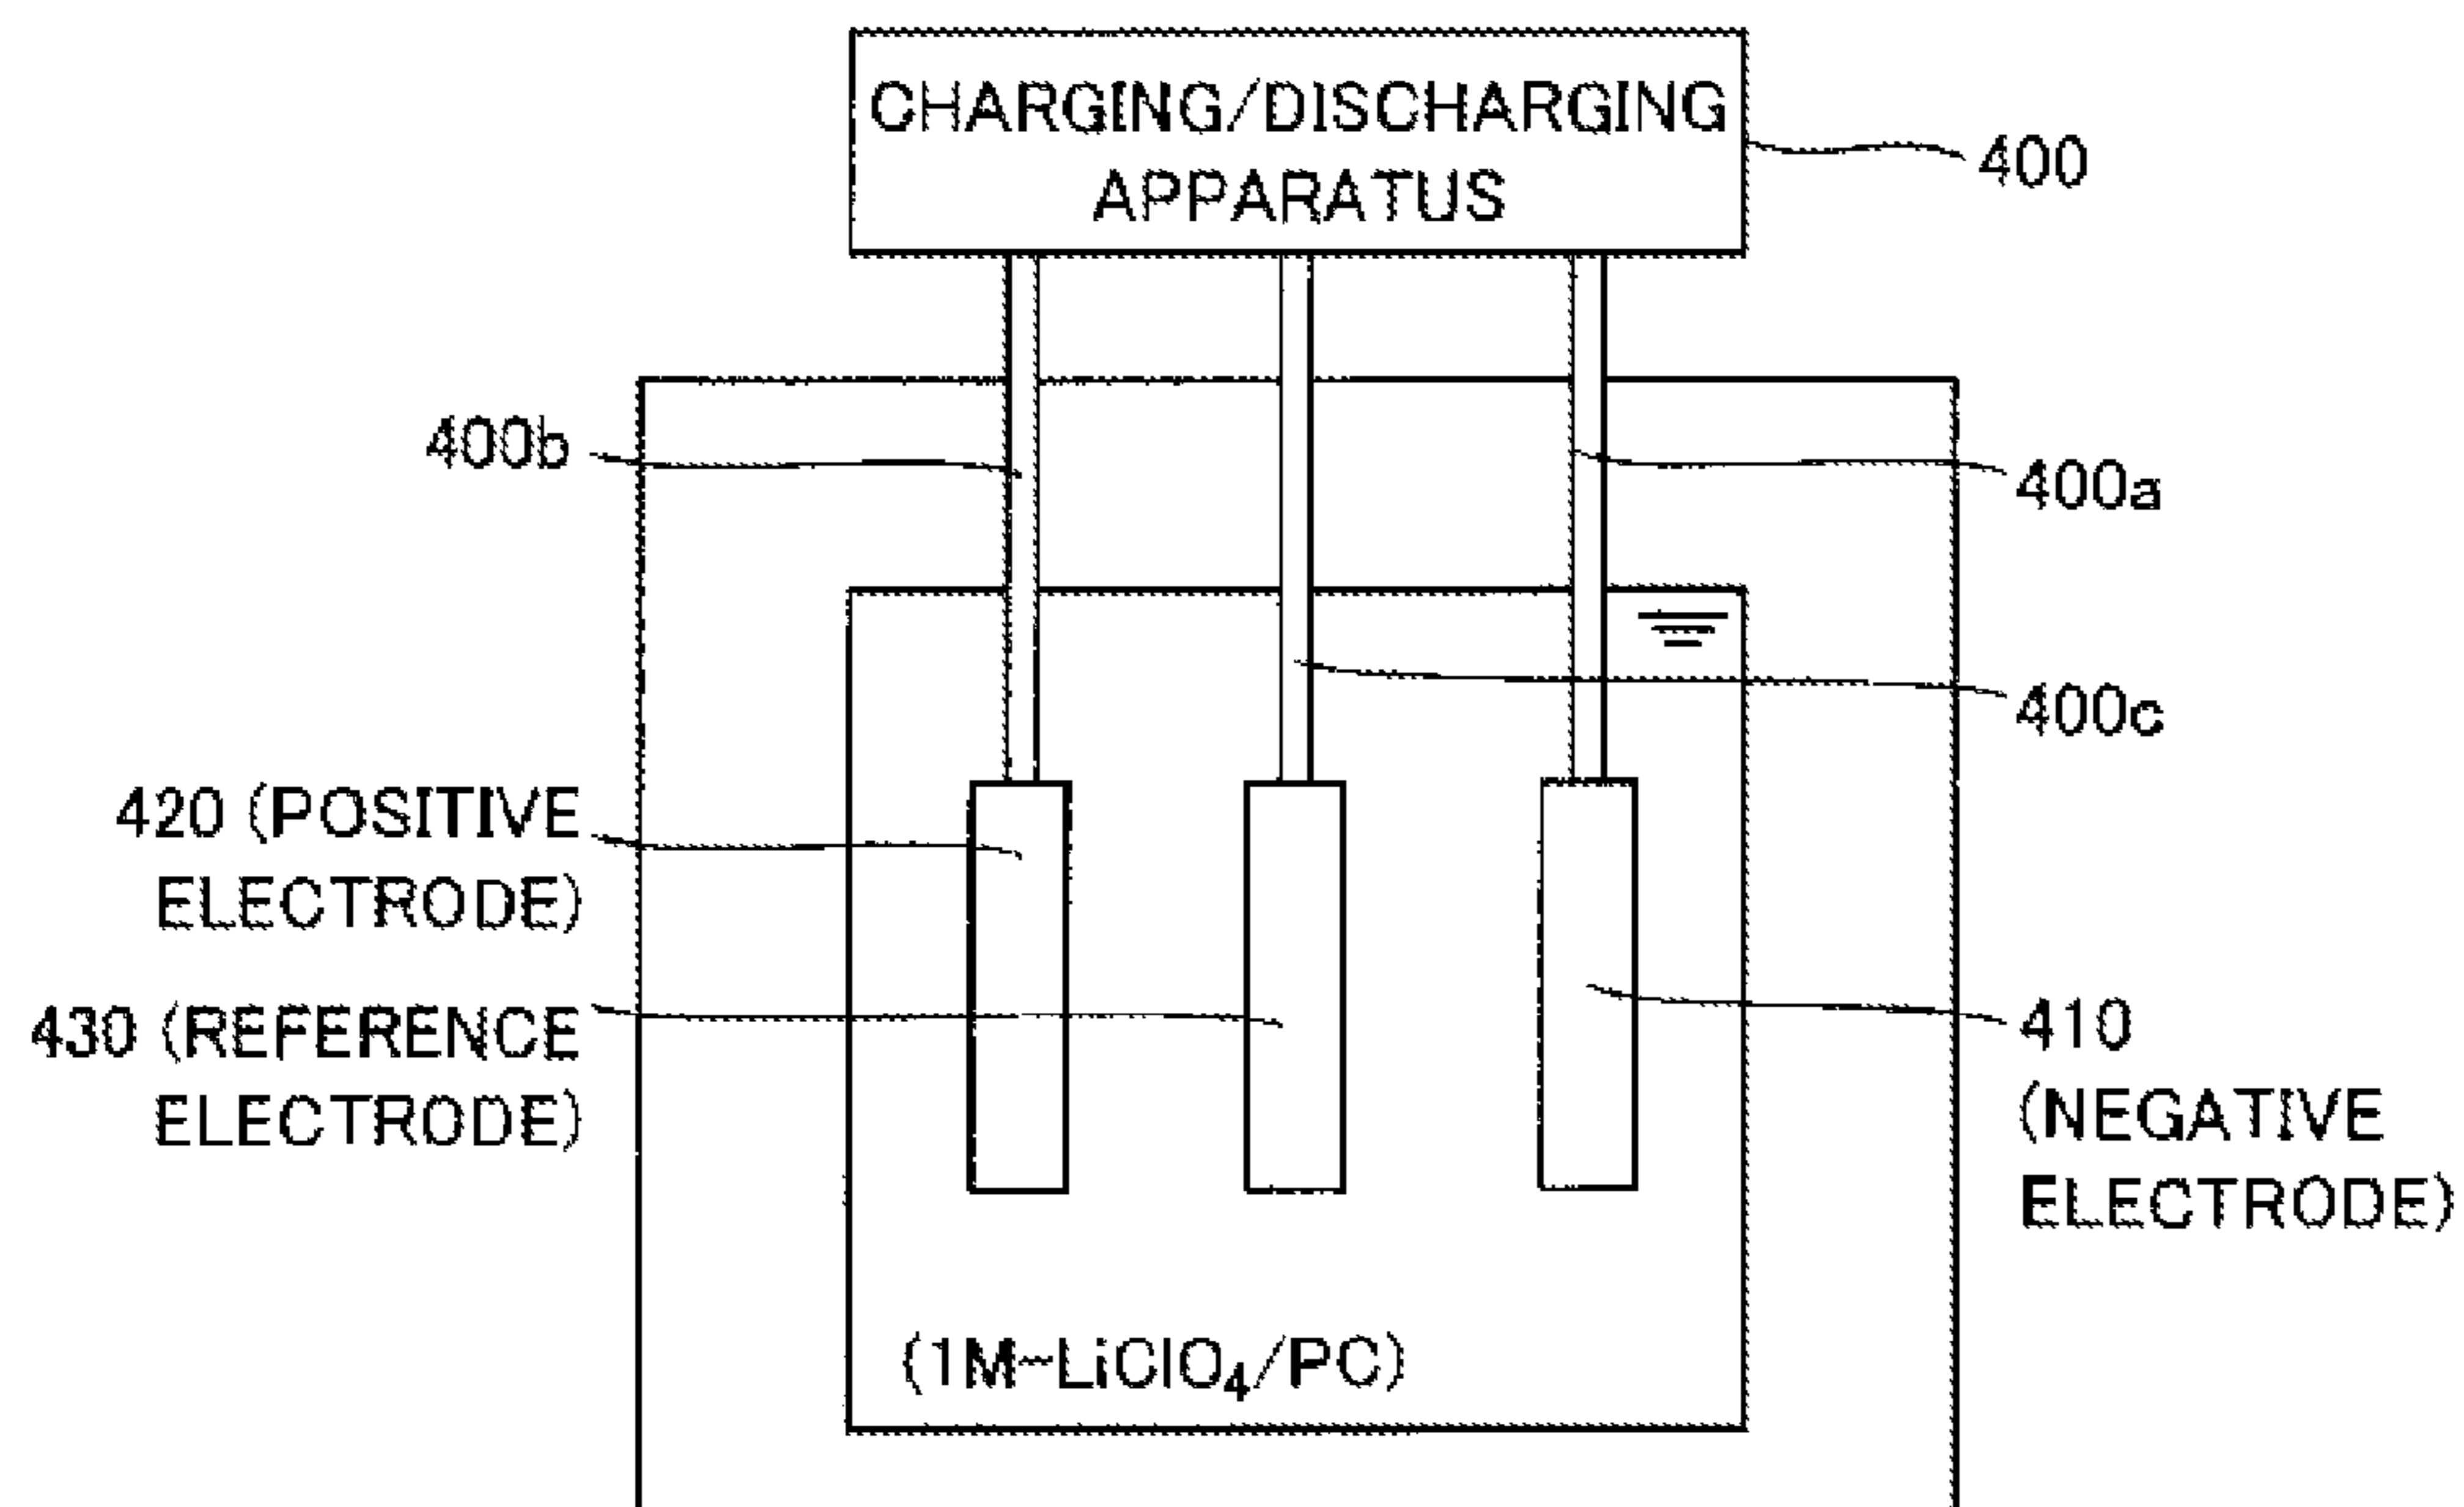 CHARGING/DISCHARGING
APPARATUS
400
400b
400a
400c
420 (POSITIVE
ELECTRODE)
430 (REFERENCE
ELECTRODE)
410
(NEGATIVE
ELECTRODE)
(1M-LiClO₄/PC)